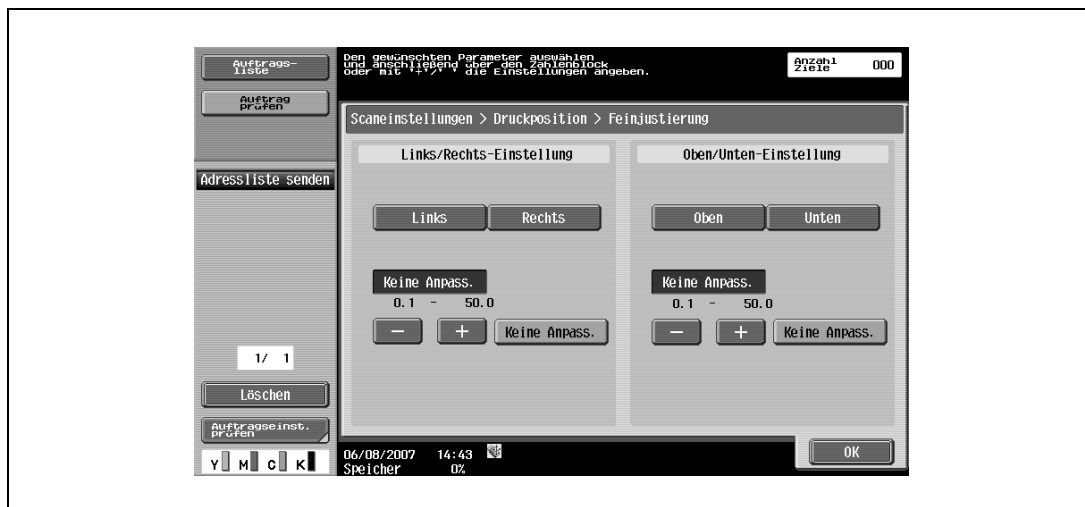 Auftrags-
liste
Auftrag
prüfen
Adressliste senden
1/ 1
Löschen
Auftragseinst.
prüfen
Y M C K
Den gewünschten Parameter auswählen
und anschließend über den Zahlenblock
oder mit '+'/' ' die Einstellungen angeben.
Anzahl
Ziele 000
Scaneinstellungen > Druckposition > Feinjustierung
Links/Rechts-Einstellung
Links Rechts
Keine Anpass.
0.1 - 50.0
− + Keine Anpass.
Oben/Unten-Einstellung
Oben Unten
Keine Anpass.
0.1 - 50.0
− + Keine Anpass.
06/08/2007 14:43
Speicher 0%
OK